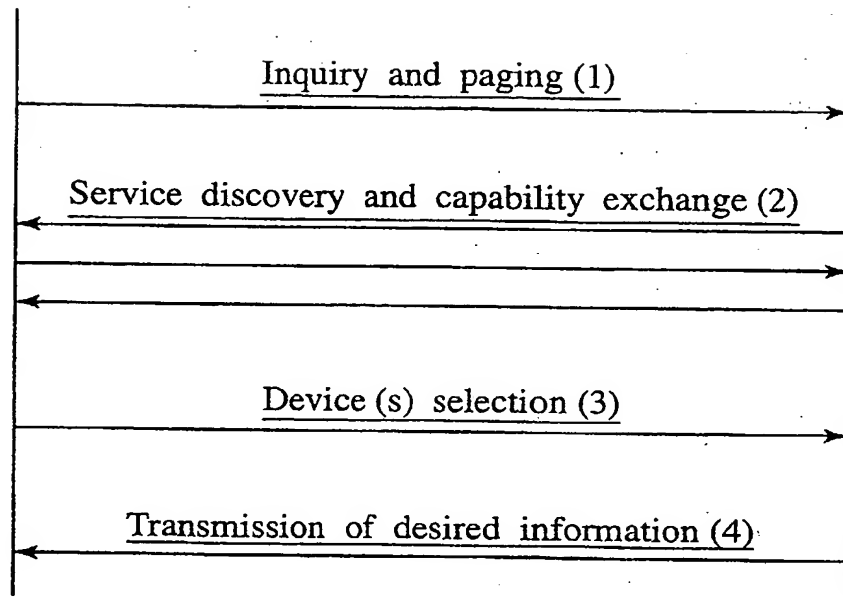 Inquiry and paging (1)
Service discovery and capability exchange (2)
Device (s) selection (3)
Transmission of desired information (4)